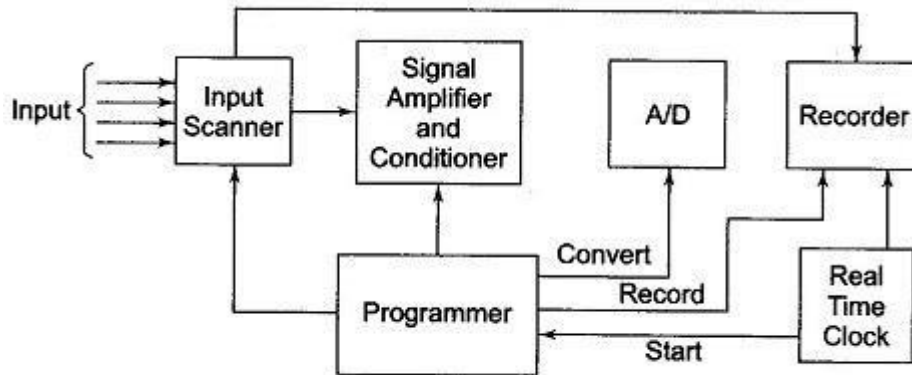 Input
Input
Scanner
Signal
Amplifier
and
Conditioner
A/D
Recorder
Programmer
Convert
Record
Start
Real
Time
Clock